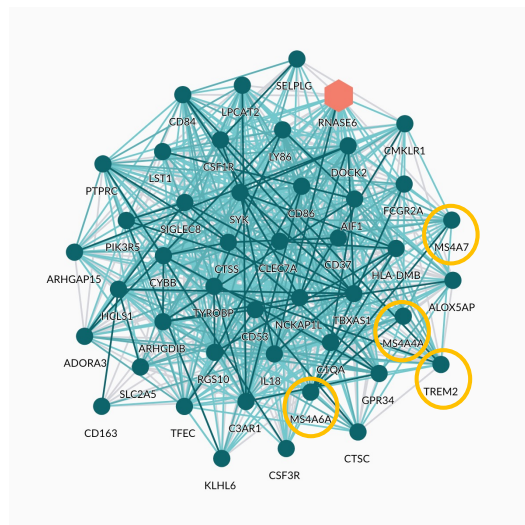 SELPLG
LPCAT2
CD84
RNASE6
CMKLR1
CSF1R
LY86
LST1
DOCK2
PTPRC
FCGR2A
SYK
CD86
AIF1
SIGLEC8
PIK3R5
MS4A7
CTSS
CLEC7A
CD37
HLA-DMB
ARHGAP15
CYBB
ALOX5AP
HCLS1
TYROBP
NCKAP1L
TBXAS1
CD53
MS4A4A
ARHGDIB
ADORA3
C1QA
RGS10
IL18
TREM2
SLC2A5
GPR34
MS4A6A
C3AR1
CD163
TFEC
CTSC
CSF3R
KLHL6